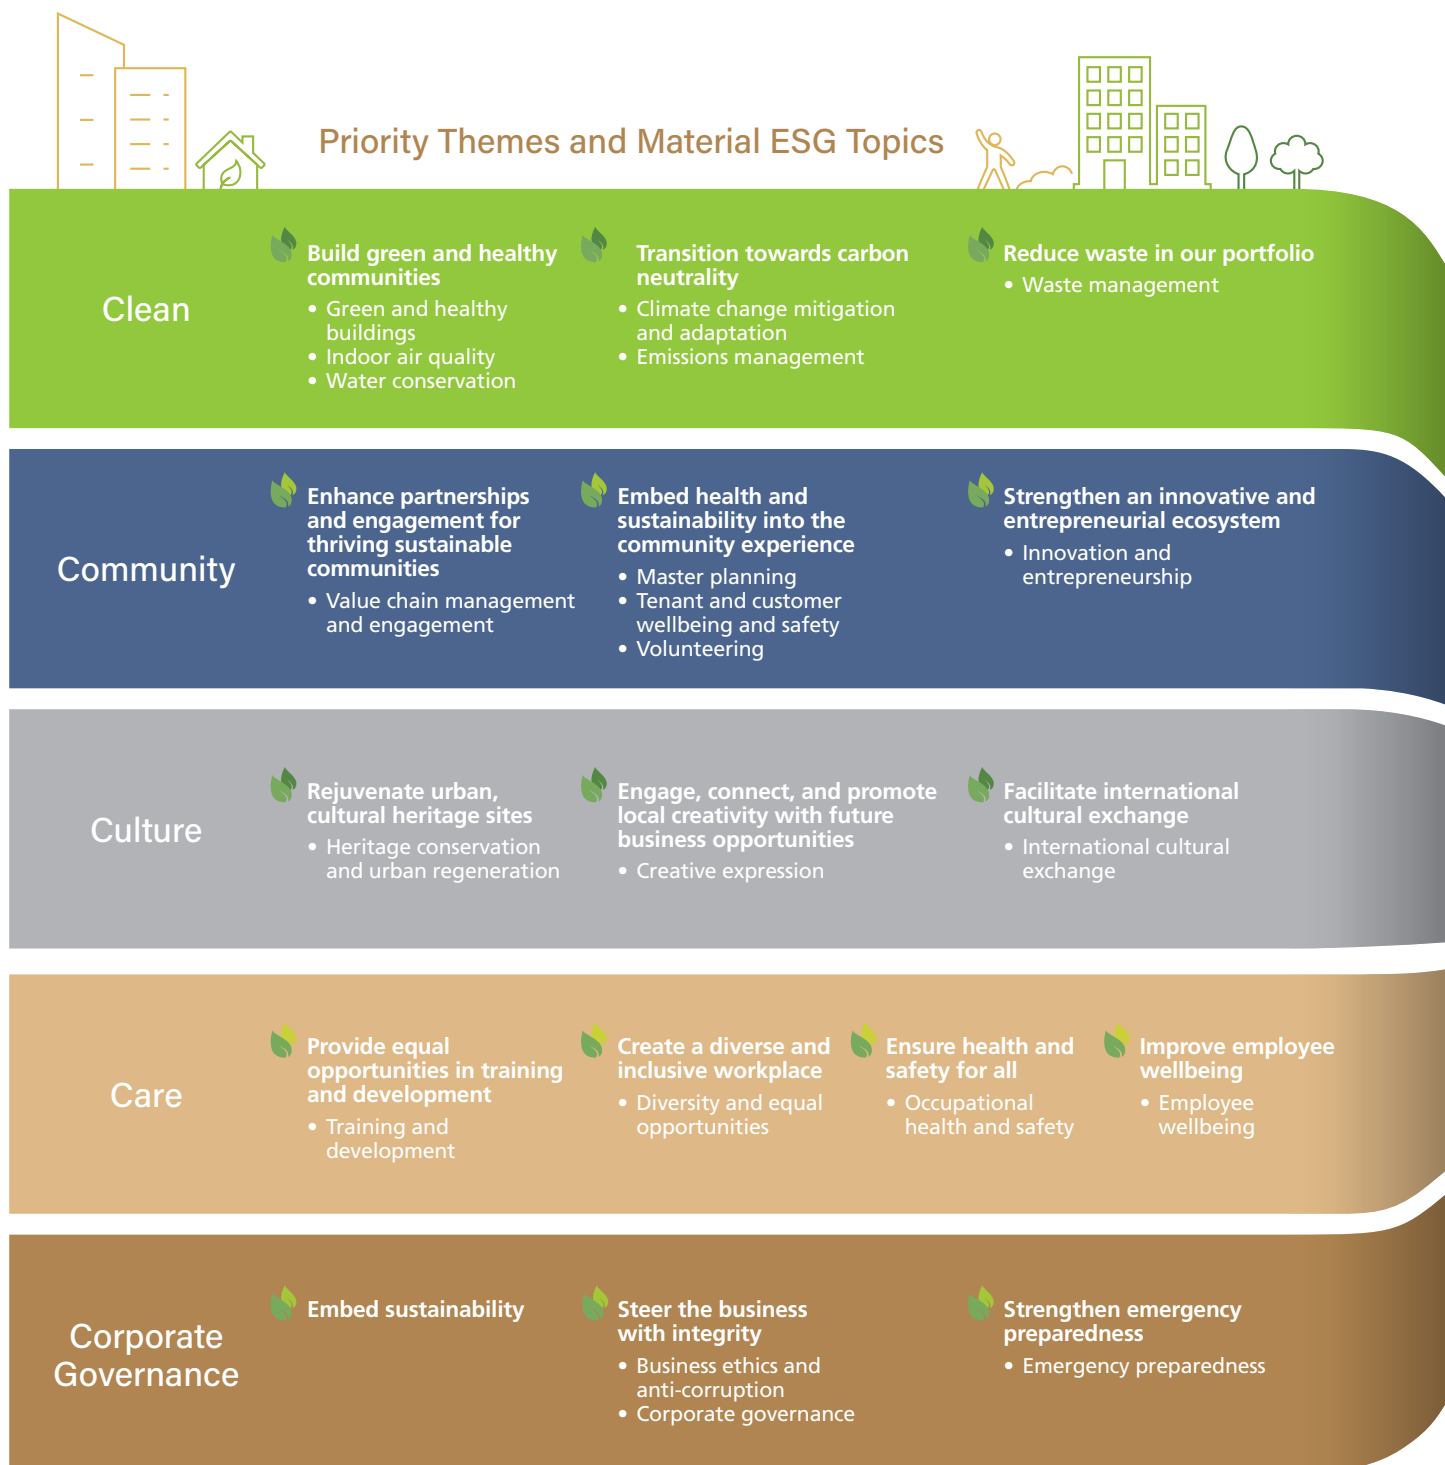 Priority Themes and Material ESG Topics
Clean
Build green and healthy
communities
• Green and healthy
buildings
• Indoor air quality
• Water conservation
Transition towards carbon
neutrality
• Climate change mitigation
and adaptation
• Emissions management
Reduce waste in our portfolio
• Waste management
Community
Enhance partnerships
and engagement for
thriving sustainable
communities
• Value chain management
and engagement
Embed health and
sustainability into the
community experience
• Master planning
• Tenant and customer
wellbeing and safety
• Volunteering
Strengthen an innovative and
entrepreneurial ecosystem
• Innovation and
entrepreneurship
Culture
Rejuvenate urban,
cultural heritage sites
• Heritage conservation
and urban regeneration
Engage, connect, and promote
local creativity with future
business opportunities
• Creative expression
Facilitate international
cultural exchange
• International cultural
exchange
Care
Provide equal
opportunities in training
and development
• Training and
development
Create a diverse and
inclusive workplace
• Diversity and equal
opportunities
Ensure health and
safety for all
• Occupational
health and safety
Improve employee
wellbeing
• Employee
wellbeing
Corporate
Governance
Embed sustainability
Steer the business
with integrity
• Business ethics and
anti-corruption
• Corporate governance
Strengthen emergency
preparedness
• Emergency preparedness